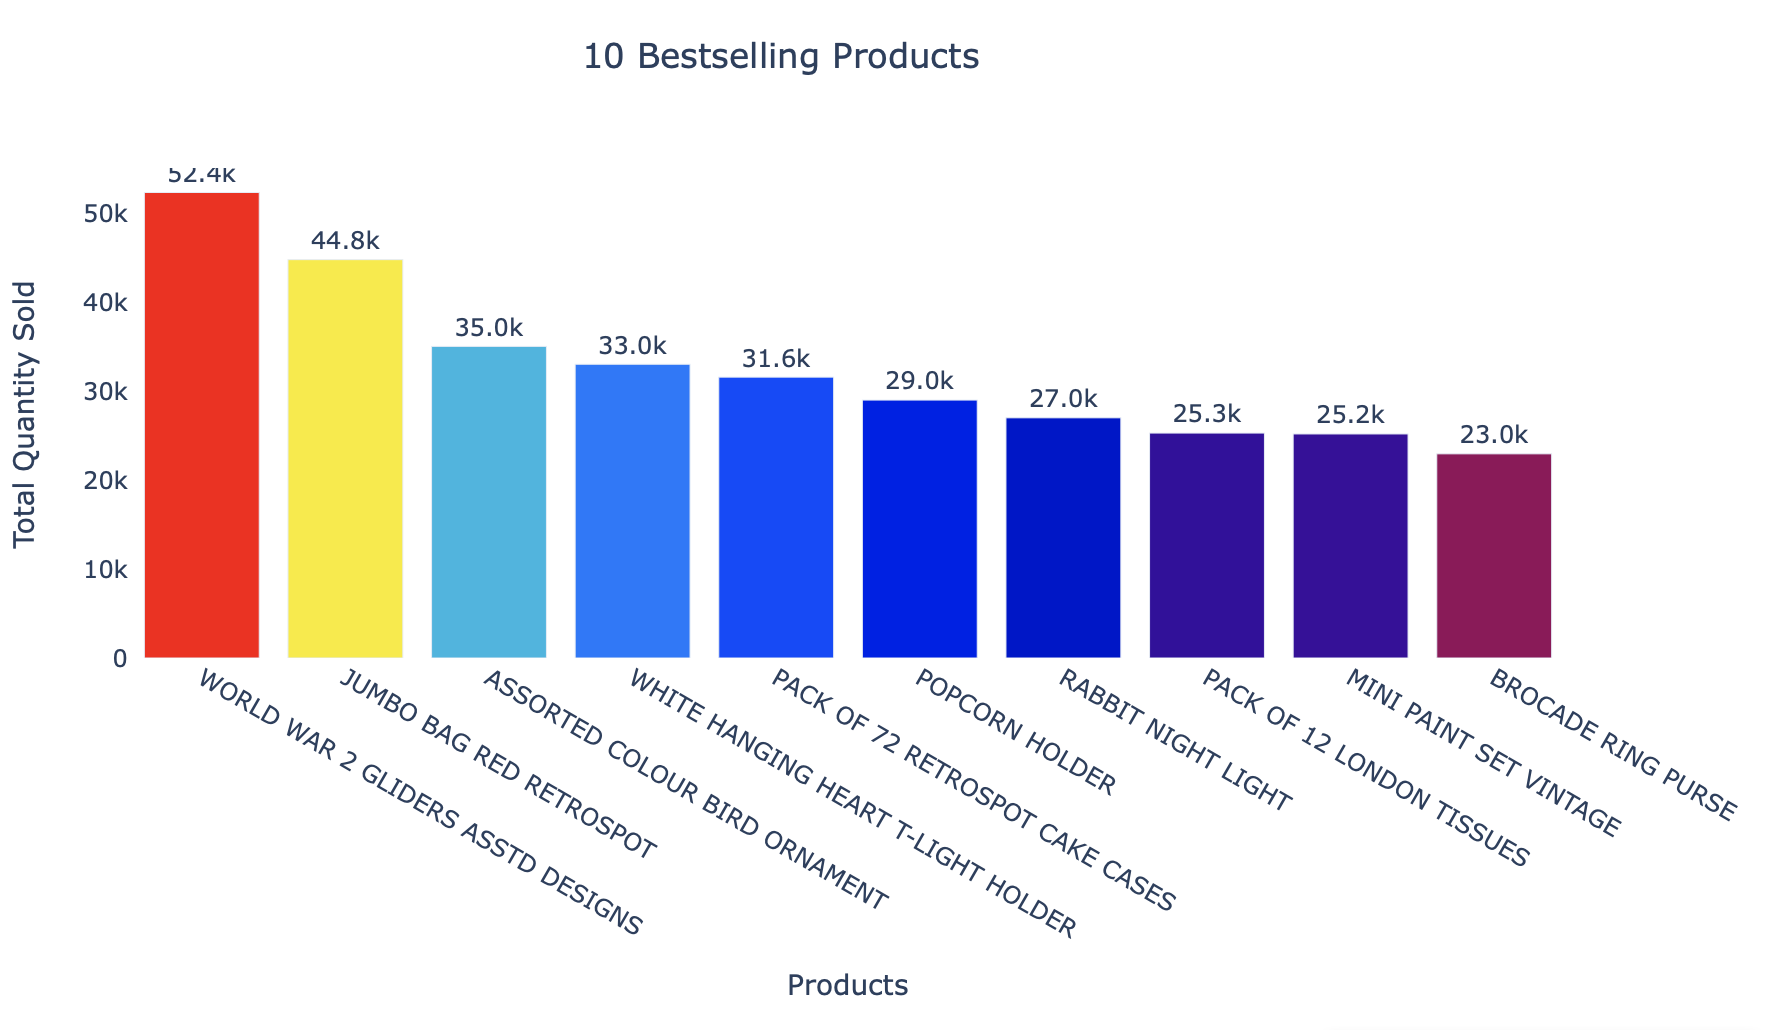 10 Bestselling Products
52.4k
44.8k
35.0k
33.0k
31.6k
29.0k
27.0k
25.3k
25.2k
23.0k
50k
40k
30k
20k
10k
0
Total Quantity Sold
WORLD WAR 2 GLIDERS ASSTD DESIGNS
JUMBO BAG RED RETROSPOT
ASSORTED COLOUR BIRD ORNAMENT
WHITE HANGING HEART T-LIGHT HOLDER
PACK OF 72 RETROSPOT CAKE CASES
POPCORN HOLDER
RABBIT NIGHT LIGHT
PACK OF 12 LONDON TISSUES
MINI PAINT SET VINTAGE
BROCADE RING PURSE
Products